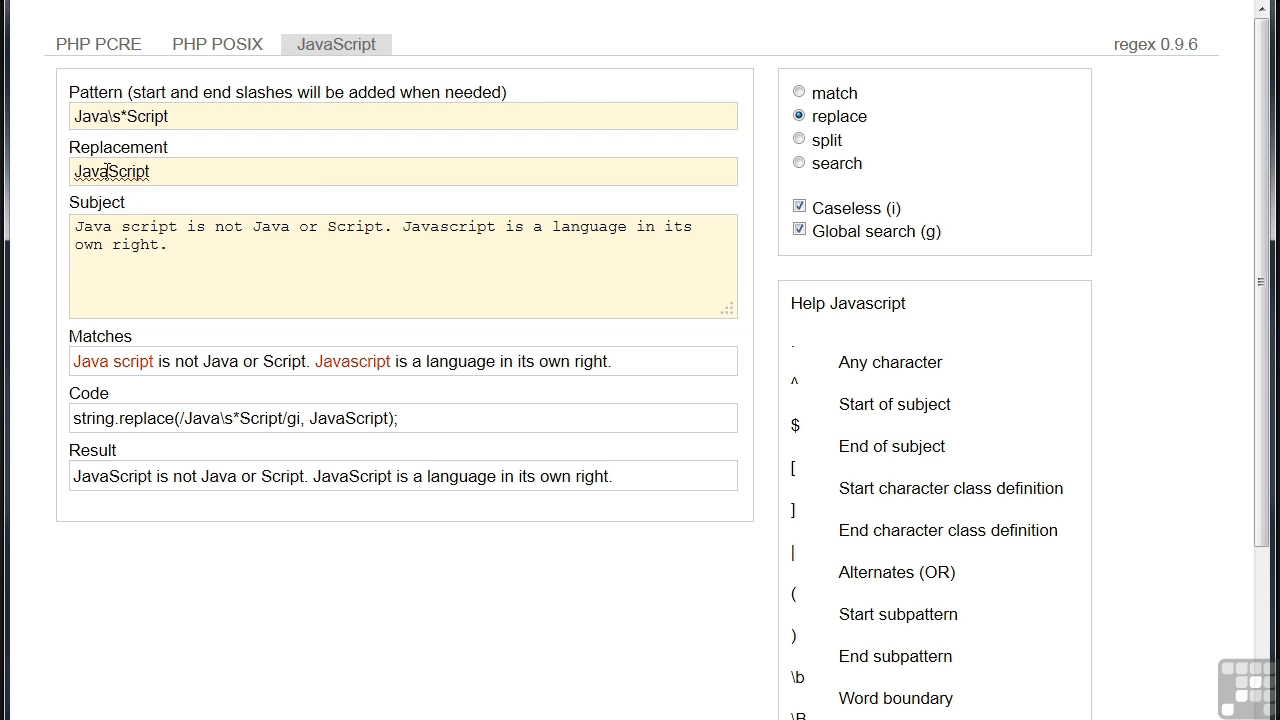 PHP PCRE PHP POSIX JavaScript regex 0.9.6
Pattern (start and end slashes will be added when needed)
Java\s*Script
Replacement
JavaScript
Subject
Java script is not Java or Script. Javascript is a language in its
own right.
Matches
Java script is not Java or Script. Javascript is a language in its own right.
Code
string.replace(/Java\s*Script/gi, JavaScript);
Result
JavaScript is not Java or Script. JavaScript is a language in its own right.
match
replace
split
search
Caseless (i)
Global search (g)
Help Javascript
.
Any character
^
Start of subject
$
End of subject
[
Start character class definition
]
End character class definition
|
Alternates (OR)
(
Start subpattern
)
End subpattern
\b
Word boundary
\B